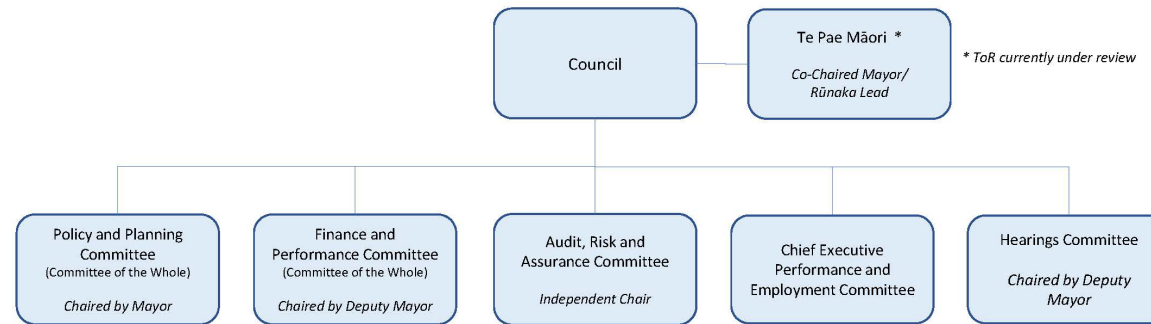 Council
Te Pae Māori *
Co-Chaired Mayor/
Rūnaka Lead
* ToR currently under review
Policy and Planning
Committee
(Committee of the Whole)
Chaired by Mayor
Finance and
Performance Committee
(Committee of the Whole)
Chaired by Deputy Mayor
Audit, Risk and
Assurance Committee
Independent Chair
Chief Executive
Performance and
Employment Committee
Hearings Committee
Chaired by Deputy
Mayor